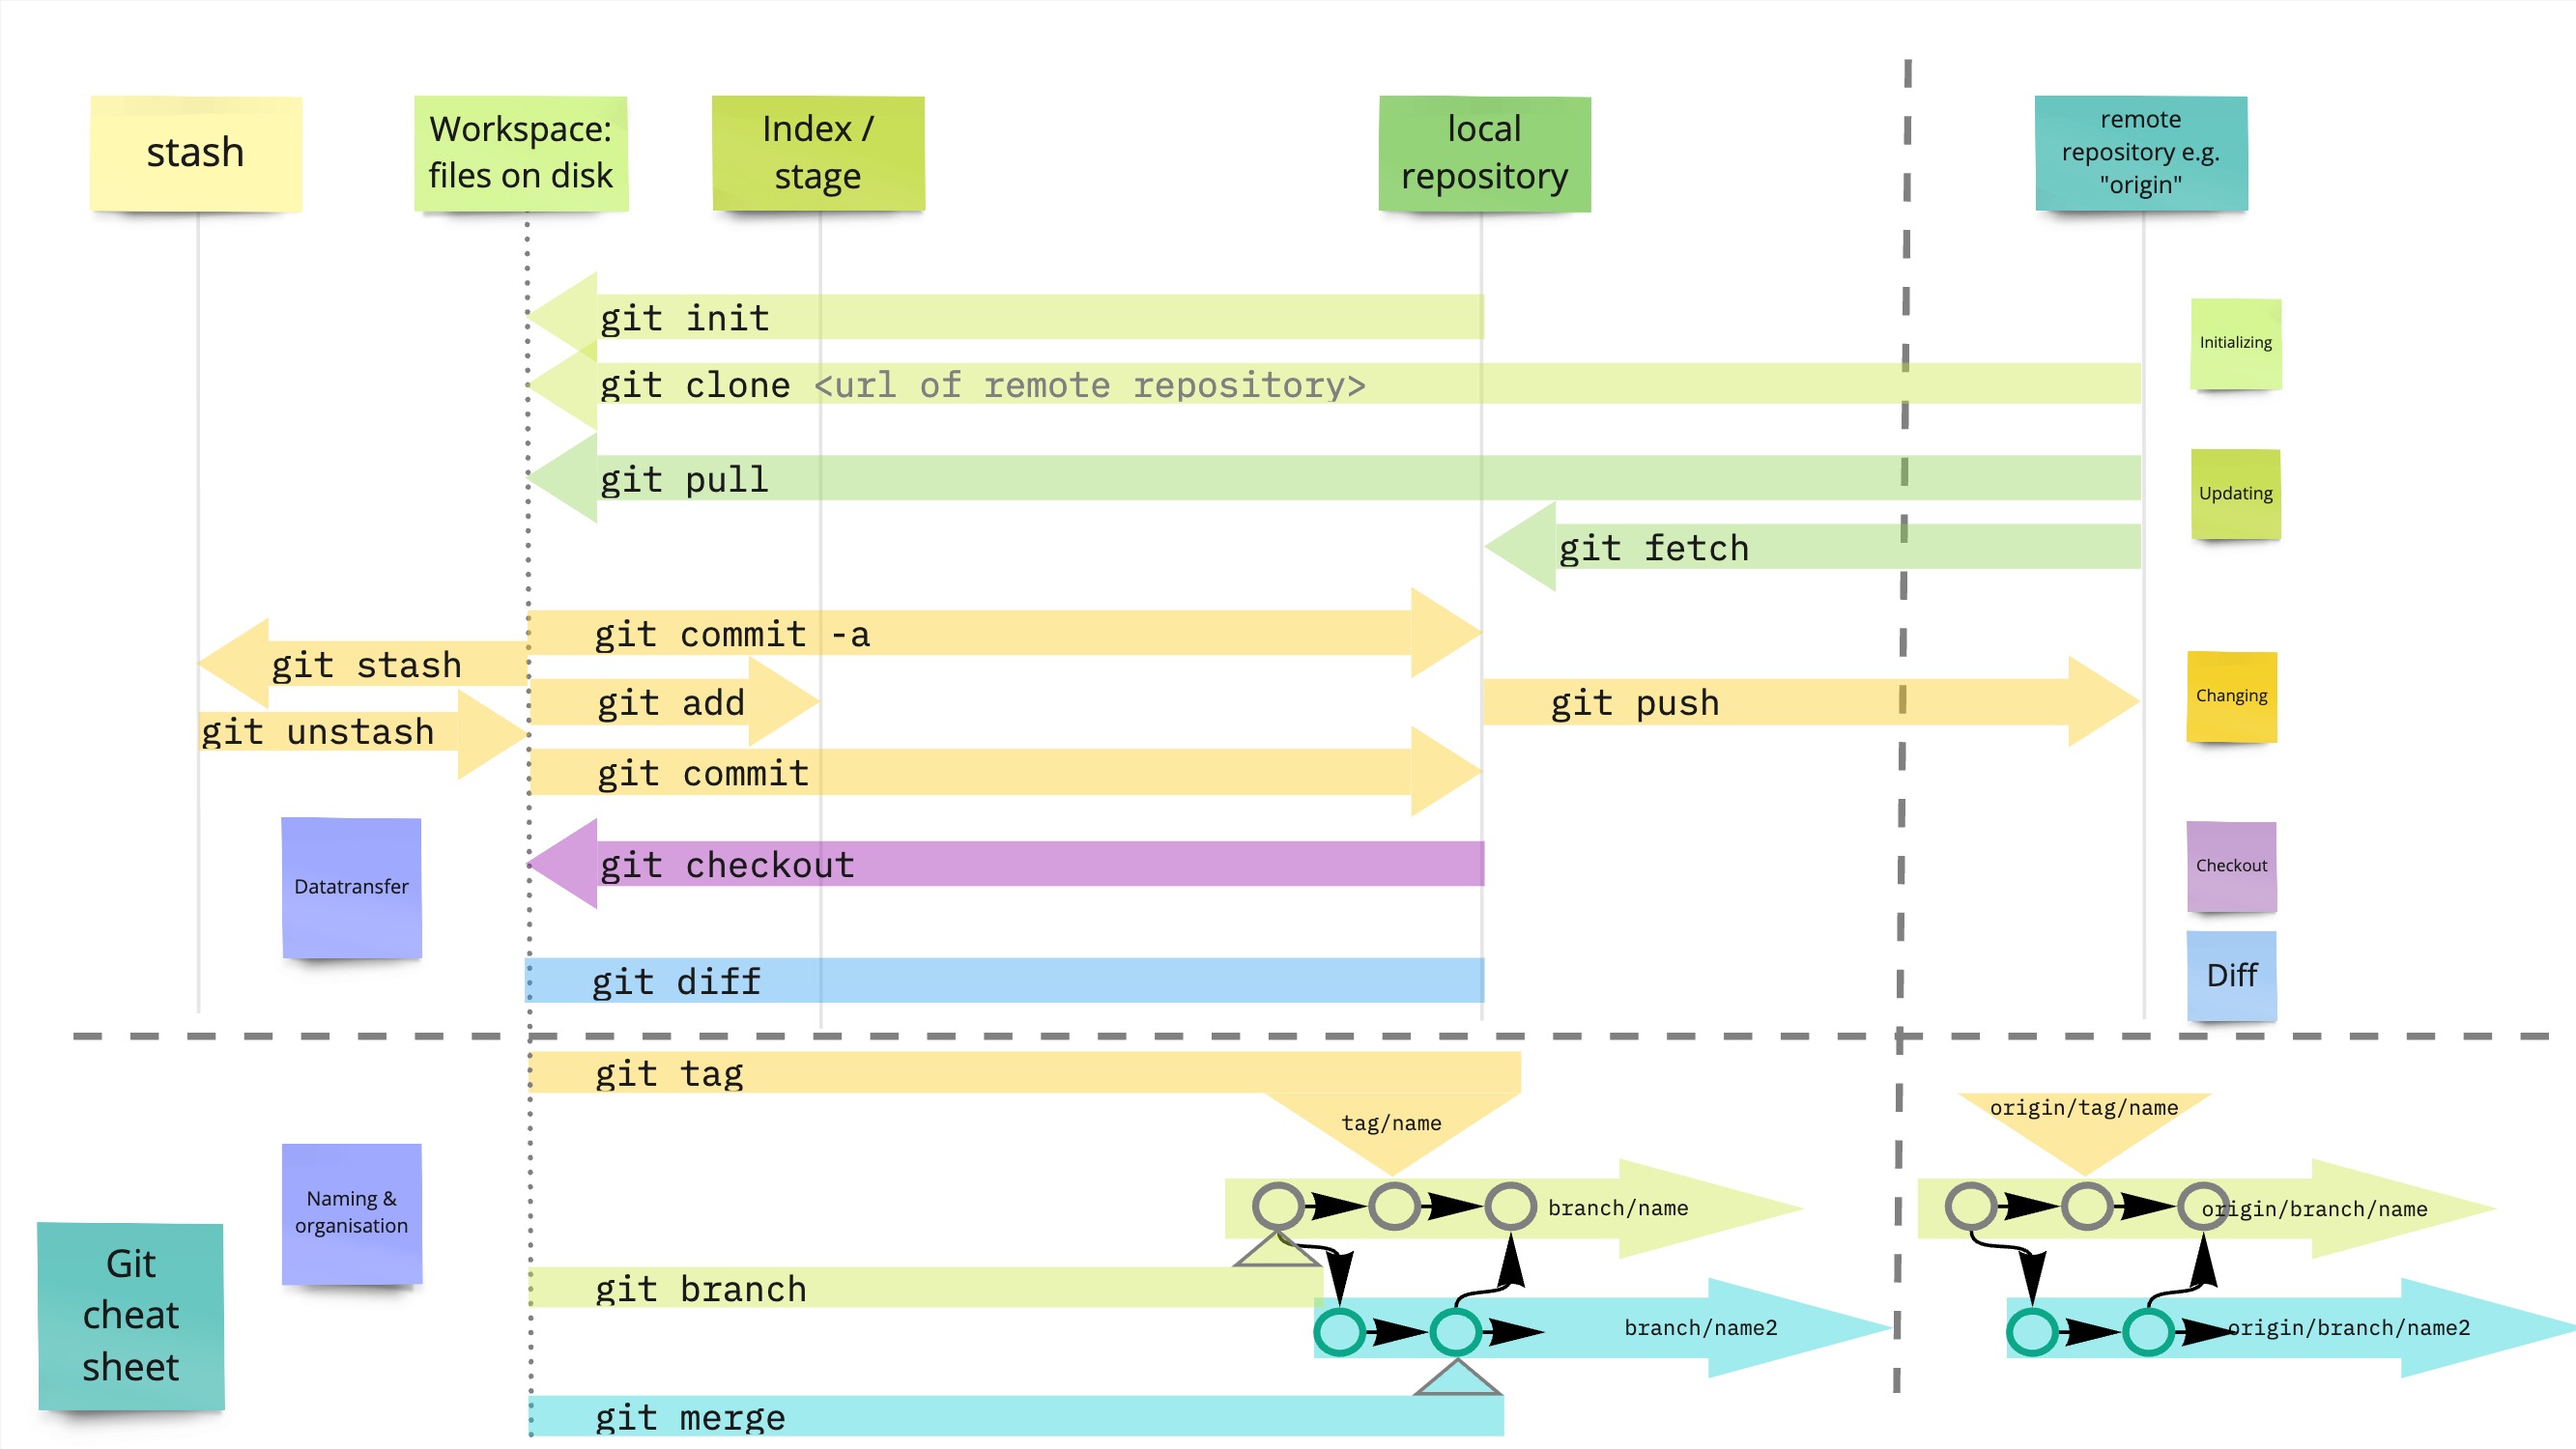 stash
Workspace:
files on disk
Index /
stage
local
repository
remote
repository e.g.
"origin"
git init
Initializing
git clone <url of remote repository>
git pull
Updating
git fetch
git commit -a
git stash
git add
git push
Changing
git unstash
git commit
git checkout
Checkout
Datatransfer
git diff
Diff
git tag
tag/name
origin/tag/name
Naming &
organisation
branch/name
origin/branch/name
git branch
branch/name2
origin/branch/name2
Git
cheat
sheet
git merge